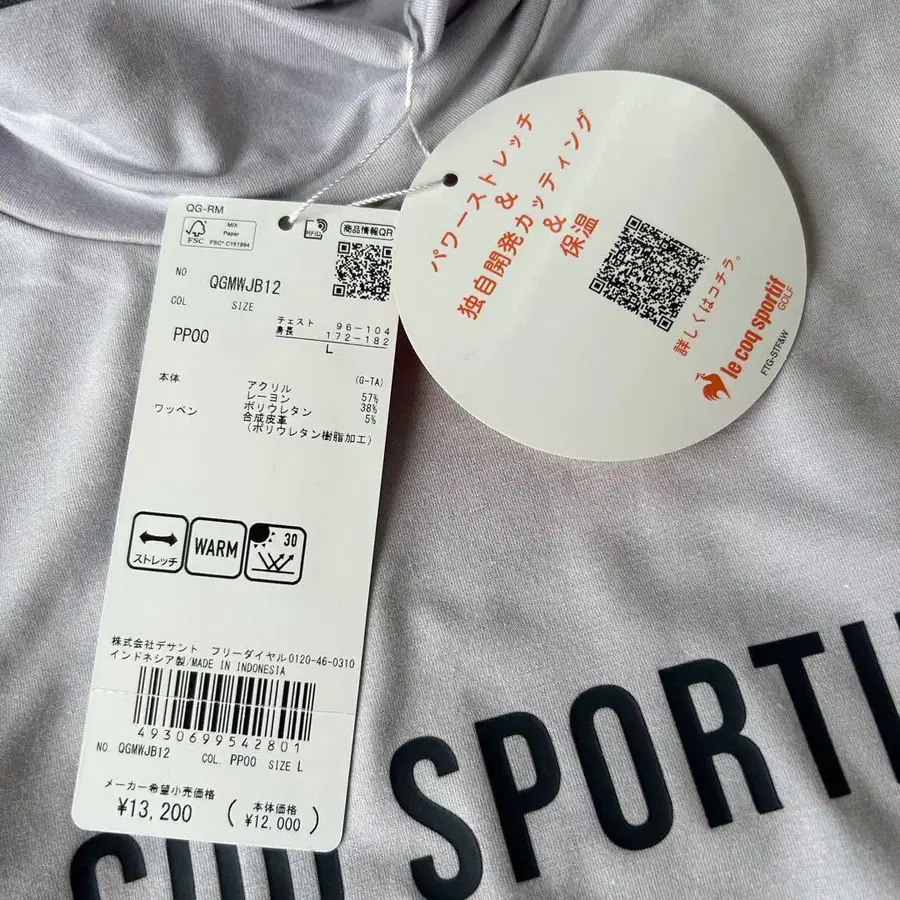 QG-RM
FSC
MIX
Paper
FSC® C151994
RFID
商品情報QR
NO QGMWJB12
COL SIZE
PP00
チェスト 96-104
身長 172-182
L
(G-TA)
本体 アクリル 57%
レーヨン 38%
ポリウレタン 5%
ワッペン 合成皮革
(ポリウレタン樹脂加工)
ストレッチ
WARM
30
株式会社デサント フリーダイヤル0120-46-0310
インドネシア製/MADE IN INDONESIA
4930699542801
NO. QGMWJB12 COL. PP00 SIZE L
メーカー希望小売価格
¥13,200
(本体価格
¥12,000)
パワーストレッチ
&
独自開発カッティング
&
保温
詳しくはコチラ。
le coq sportif
GOLF
FTG-STF&W
SPORTI